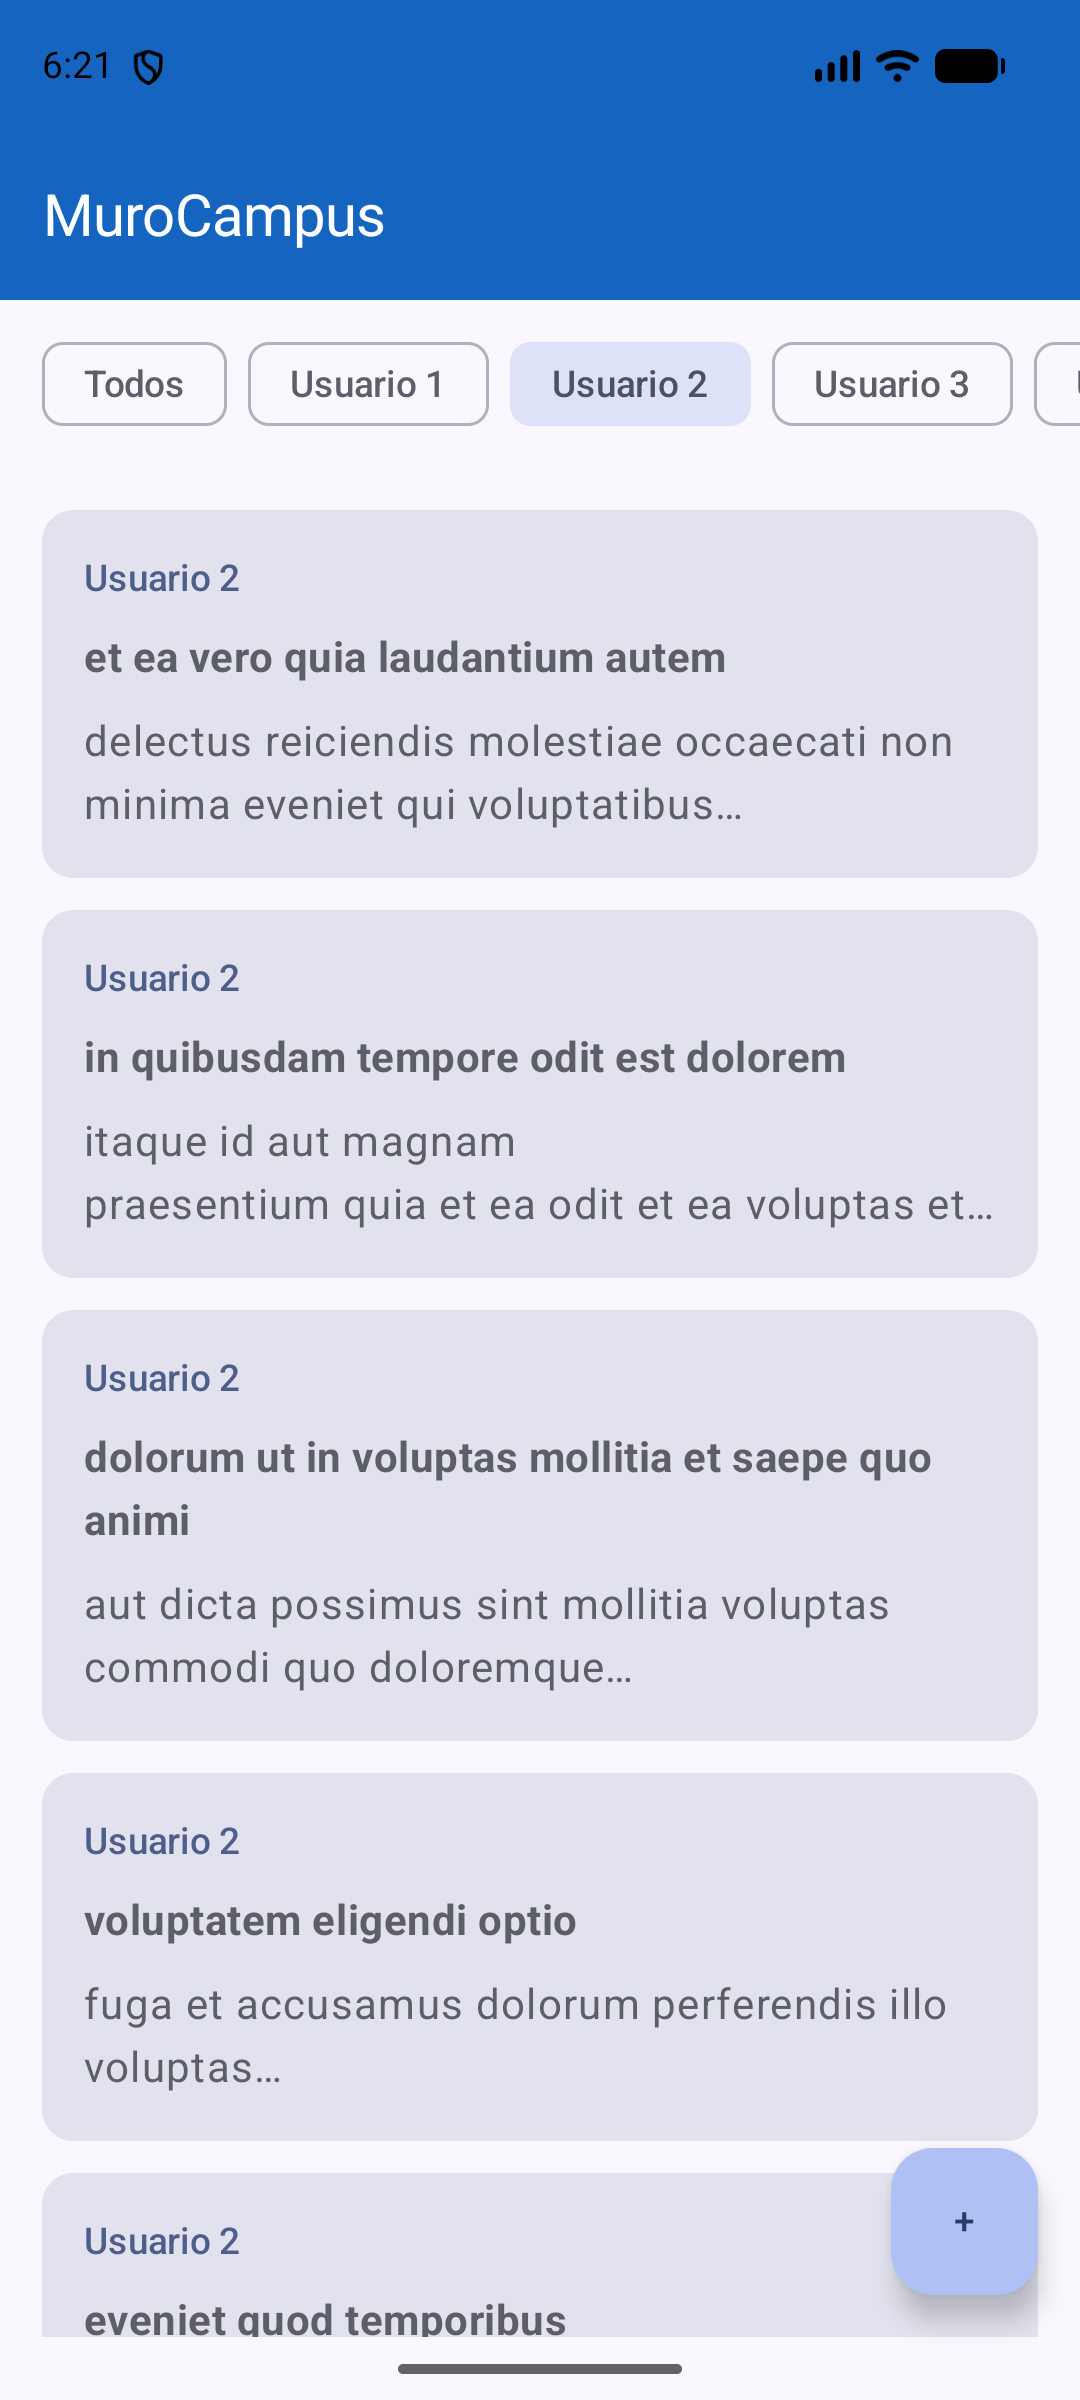 6:21
MuroCampus
Todos
Usuario 1
Usuario 2
Usuario 3
Usuario 2
et ea vero quia laudantium autem
delectus reiciendis molestiae occaecati non
minima eveniet qui voluptatibus…
Usuario 2
in quibusdam tempore odit est dolorem
itaque id aut magnam
praesentium quia et ea odit et ea voluptas et…
Usuario 2
dolorum ut in voluptas mollitia et saepe quo
animi
aut dicta possimus sint mollitia voluptas
commodi quo doloremque…
Usuario 2
voluptatem eligendi optio
fuga et accusamus dolorum perferendis illo
voluptas…
Usuario 2
eveniet quod temporibus
+